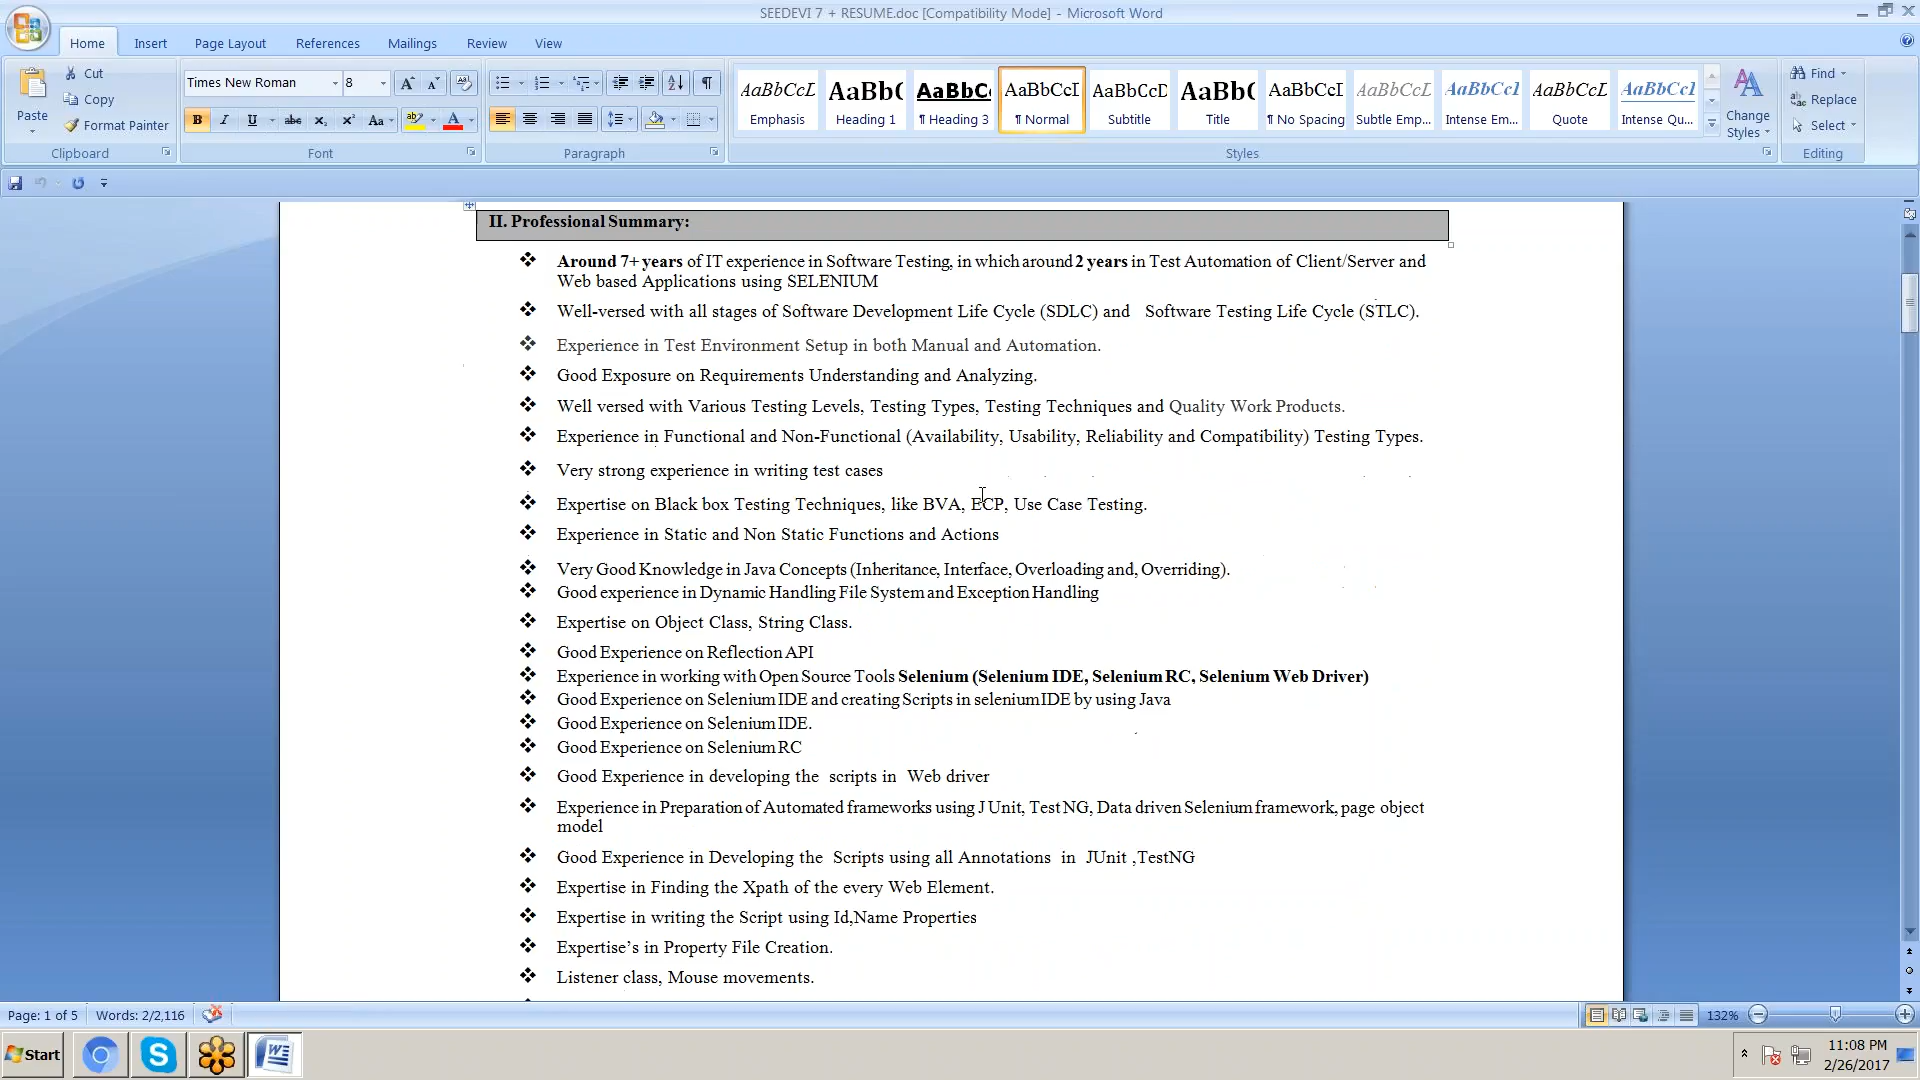 SEEDEVI 7 + RESUME.doc [Compatibility Mode] - Microsoft Word
Home Insert Page Layout References Mailings Review View
Paste
Cut
Copy
Format Painter
Clipboard
Times New Roman 8
Font
Paragraph
AaBbCcL AaBb( AaBbC AaBbCcI AaBbCcD AaBb( AaBbCcI AaBbCcL AaBbCcI AaBbCcL AaBbCcI
Emphasis Heading 1 ¶ Heading 3 ¶ Normal Subtitle Title ¶ No Spacing Subtle Emp... Intense Em... Quote Intense Qu...
Styles
Change Styles
Find
Replace
Select
Editing
II. Professional Summary:
Around 7+ years of IT experience in Software Testing, in which around 2 years in Test Automation of Client/Server and
Web based Applications using SELENIUM
Well-versed with all stages of Software Development Life Cycle (SDLC) and Software Testing Life Cycle (STLC).
Experience in Test Environment Setup in both Manual and Automation.
Good Exposure on Requirements Understanding and Analyzing.
Well versed with Various Testing Levels, Testing Types, Testing Techniques and Quality Work Products.
Experience in Functional and Non-Functional (Availability, Usability, Reliability and Compatibility) Testing Types.
Very strong experience in writing test cases
Expertise on Black box Testing Techniques, like BVA, ECP, Use Case Testing.
Experience in Static and Non Static Functions and Actions
Very Good Knowledge in Java Concepts (Inheritance, Interface, Overloading and, Overriding).
Good experience in Dynamic Handling File System and Exception Handling
Expertise on Object Class, String Class.
Good Experience on Reflection API
Experience in working with Open Source Tools Selenium (Selenium IDE, Selenium RC, Selenium Web Driver)
Good Experience on Selenium IDE and creating Scripts in selenium IDE by using Java
Good Experience on Selenium IDE.
Good Experience on Selenium RC
Good Experience in developing the scripts in Web driver
Experience in Preparation of Automated frameworks using J Unit, Test NG, Data driven Selenium framework, page object
model
Good Experience in Developing the Scripts using all Annotations in JUnit ,TestNG
Expertise in Finding the Xpath of the every Web Element.
Expertise in writing the Script using Id,Name Properties
Expertise’s in Property File Creation.
Listener class, Mouse movements.
Page: 1 of 5 Words: 2/2,116 132%
Start
11:08 PM
2/26/2017